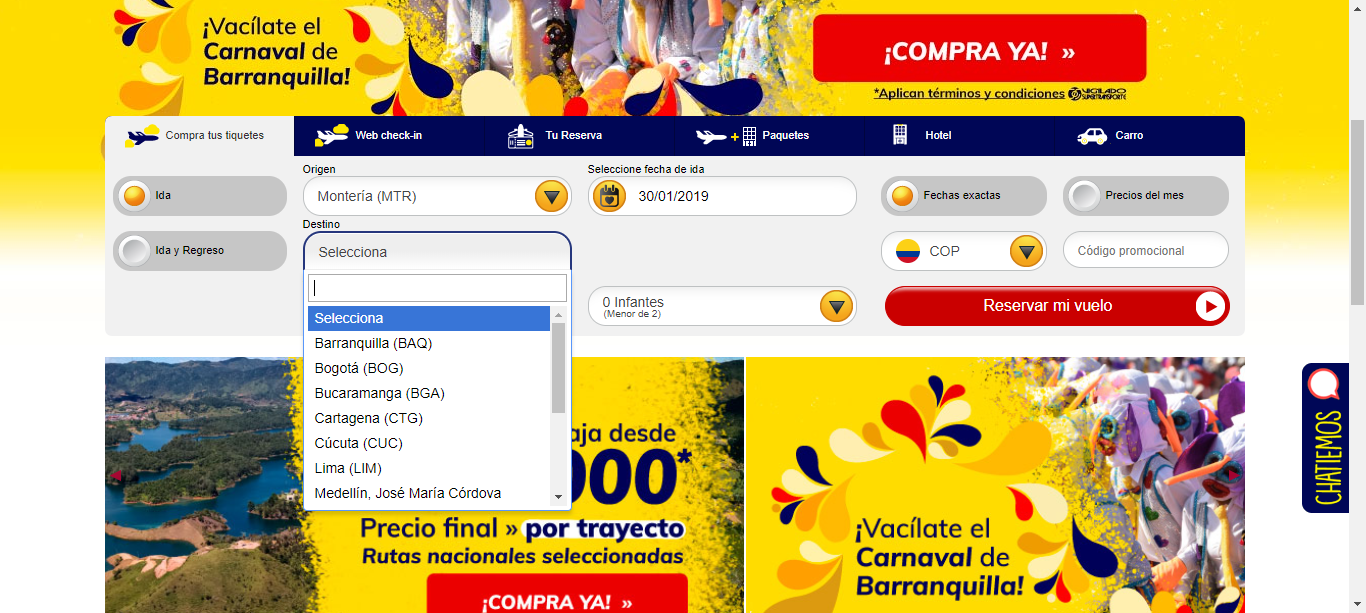 ¡Vacílate el
Carnaval de
Barranquilla!
¡COMPRA YA! »
*Aplican términos y condiciones VIGILADO
SUPERTRANSPORTE
Compra tus tiquetes
Web check-in
Tu Reserva
Paquetes
Hotel
Carro
Ida
Ida y Regreso
Origen
Montería (MTR)
Destino
Selecciona
Selecciona
Barranquilla (BAQ)
Bogotá (BOG)
Bucaramanga (BGA)
Cartagena (CTG)
Cúcuta (CUC)
Lima (LIM)
Medellín, José María Córdova
Seleccione fecha de ida
30/01/2019
0 Infantes
(Menor de 2)
Fechas exactas
Precios del mes
COP
Código promocional
Reservar mi vuelo
aja desde
000*
Precio final » por trayecto
Rutas nacionales seleccionadas
¡COMPRA YA! »
¡Vacílate el
Carnaval de
Barranquilla!
CHATIEMOS